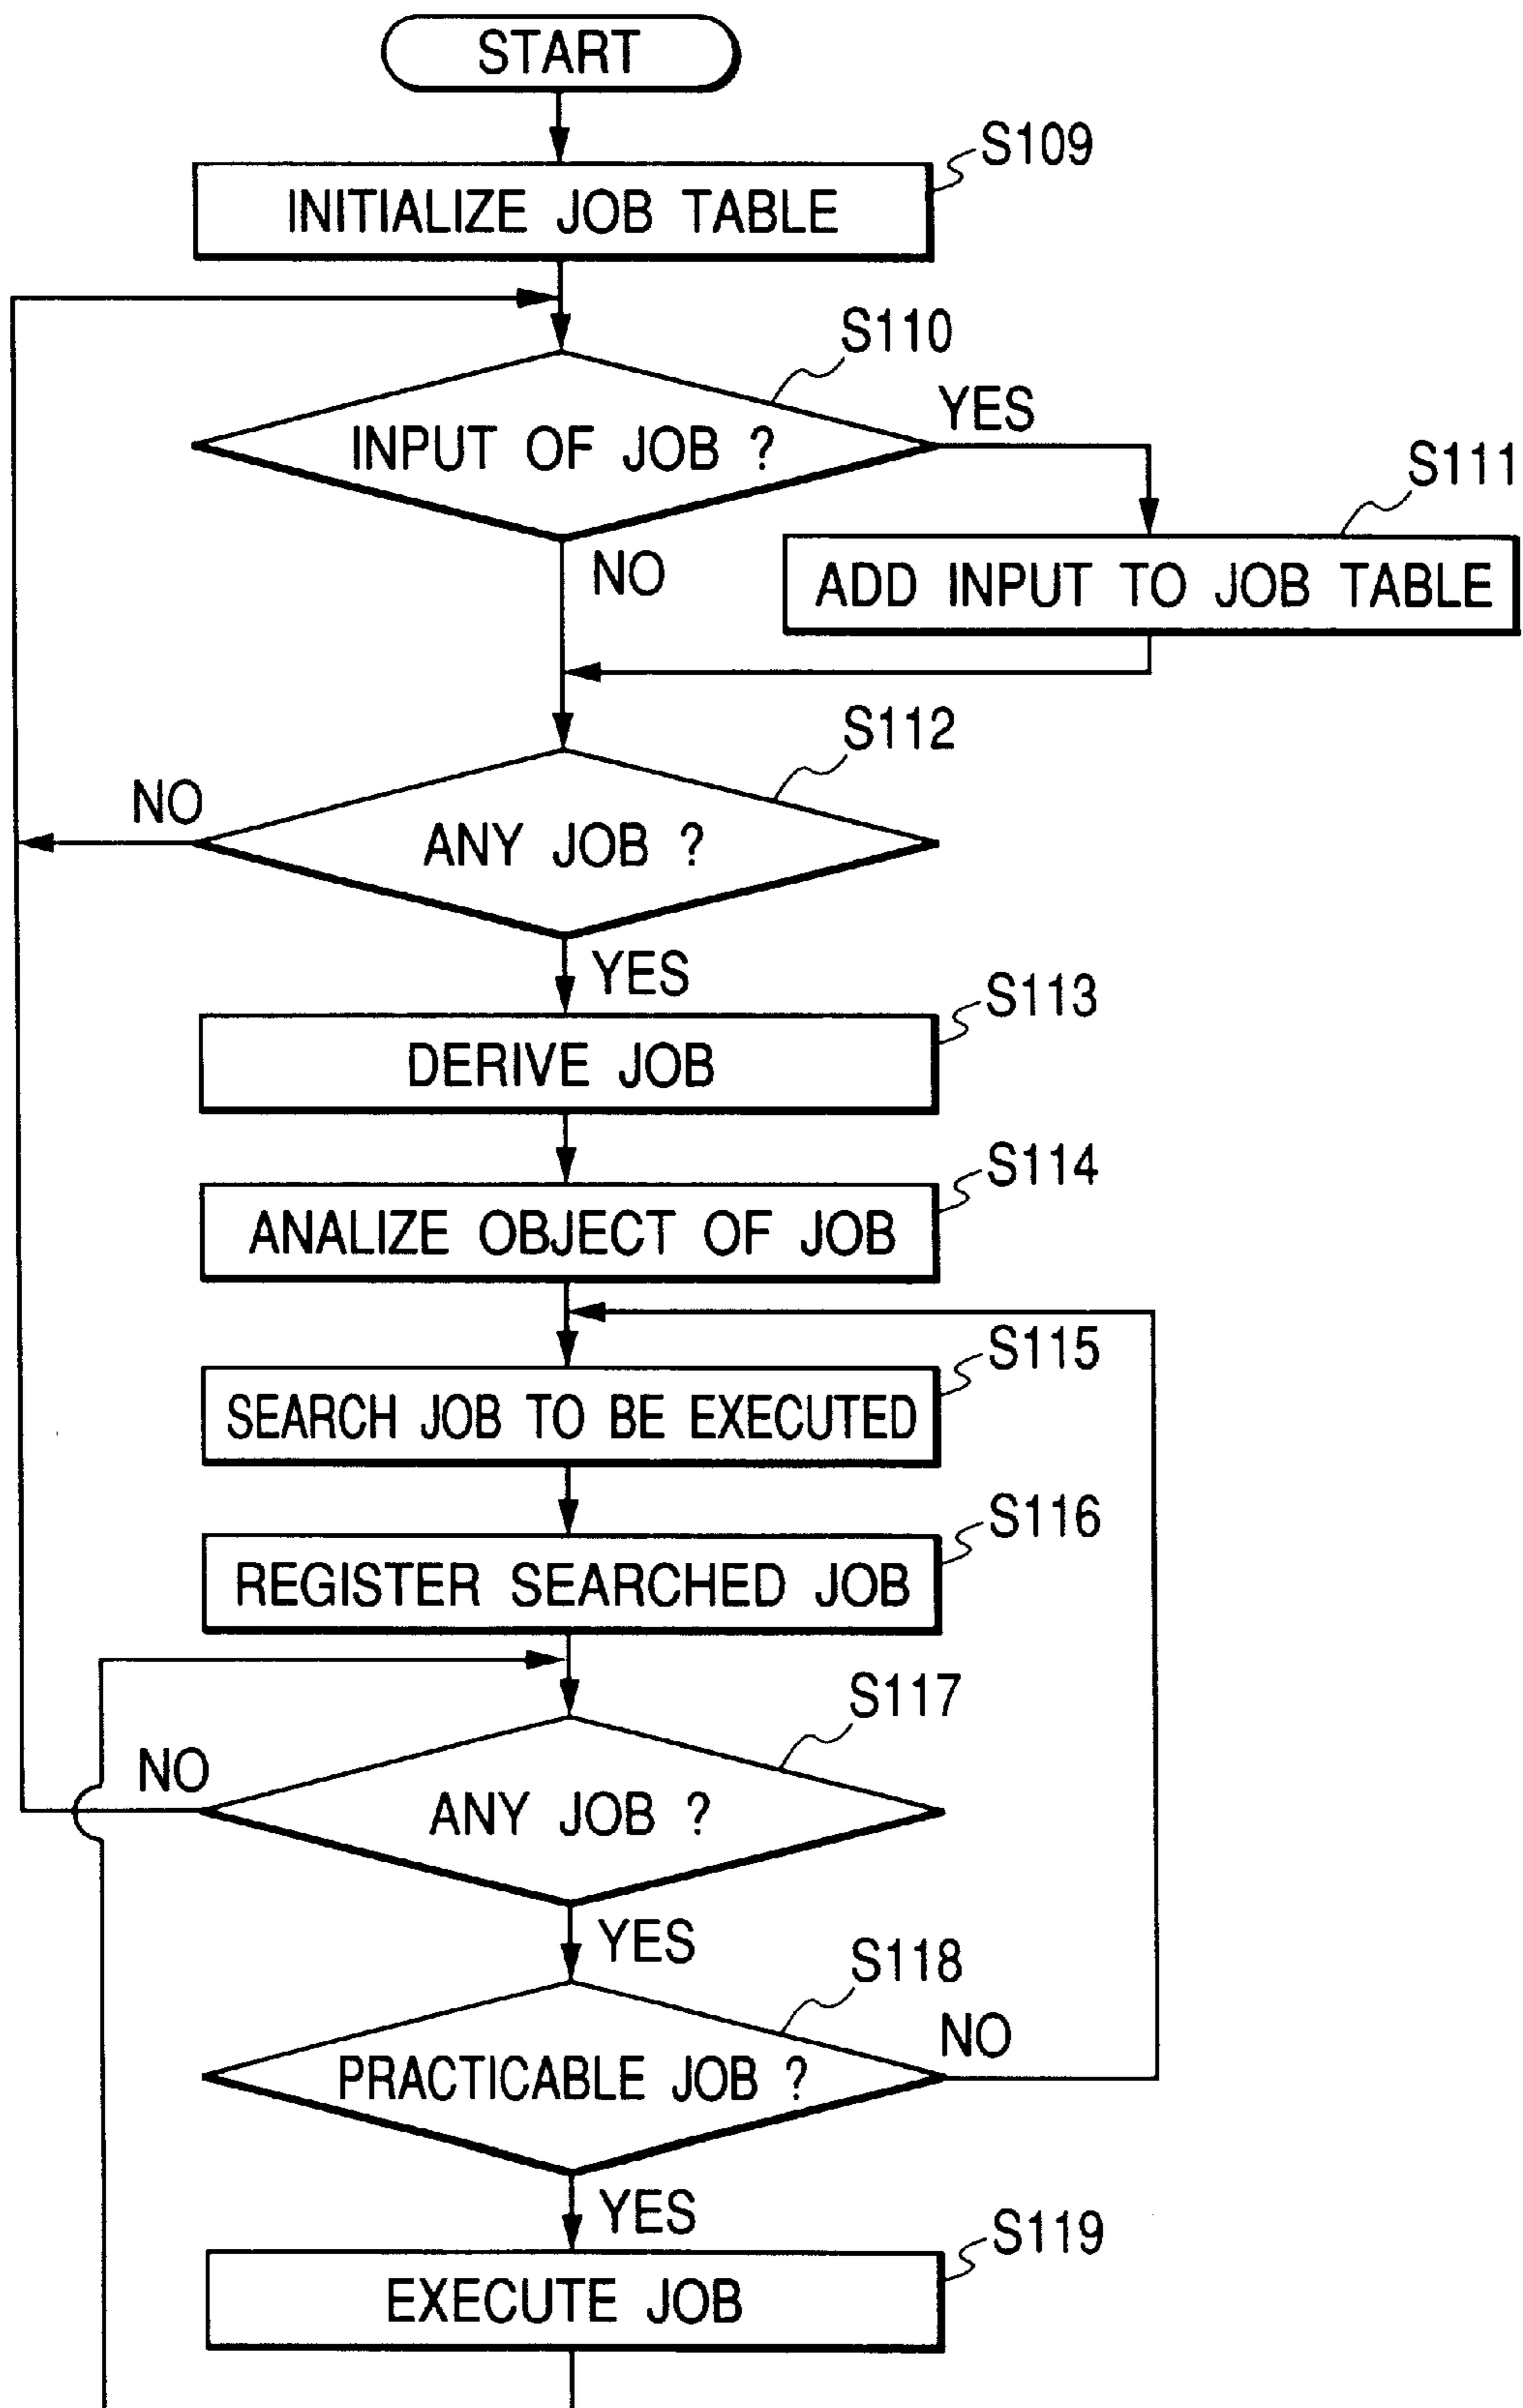 START
S109
INITIALIZE JOB TABLE
S110
YES
INPUT OF JOB ?
S111
NO
ADD INPUT TO JOB TABLE
S112
NO
ANY JOB ?
YES
S113
DERIVE JOB
S114
ANALIZE OBJECT OF JOB
S115
SEARCH JOB TO BE EXECUTED
S116
REGISTER SEARCHED JOB
S117
NO
ANY JOB ?
YES
S118
NO
PRACTICABLE JOB ?
YES
S119
EXECUTE JOB